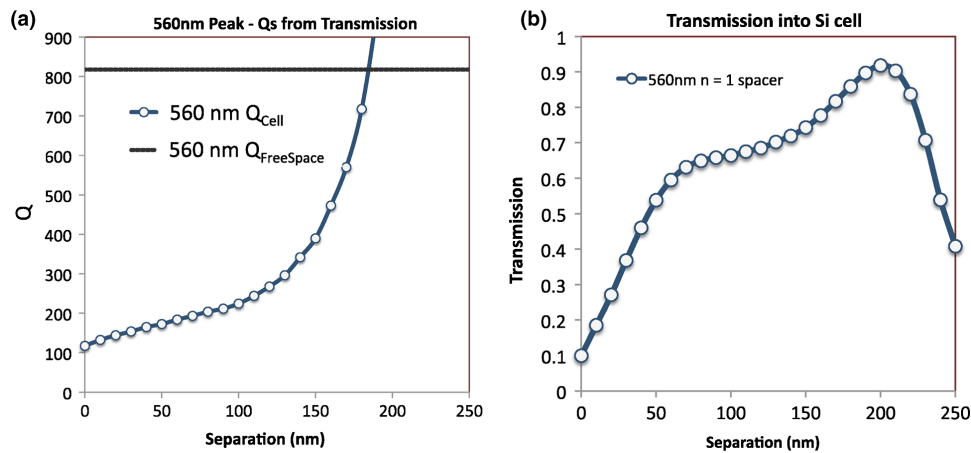 (a)
560nm Peak - Qs from Transmission
900
800
700
600
500
400
300
200
100
0
Q
560 nm QCell
560 nm QFreeSpace
0 50 100 150 200 250
Separation (nm)
(b)
Transmission into Si cell
1
0.9
0.8
0.7
0.6
0.5
0.4
0.3
0.2
0.1
0
Transmission
560nm n = 1 spacer
0 50 100 150 200 250
Separation (nm)